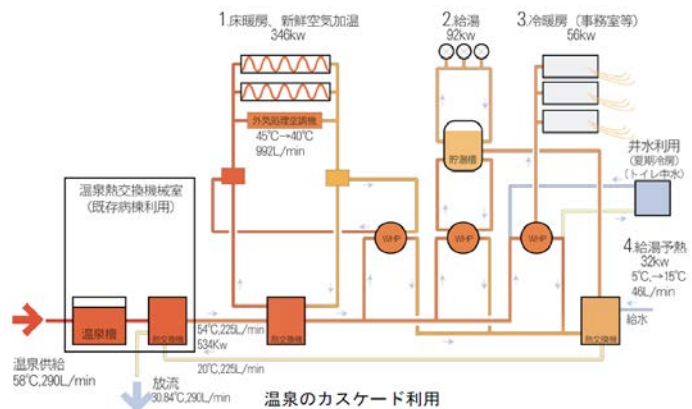 1.床暖房、新鮮空気加温
346kw
2.給湯
92kw
3.冷暖房(事務室等)
56kw
外気処理空調機
45℃→40℃
992L/min
貯湯槽
井水利用
(夏期冷房)
(トイレ中水)
温泉熱交換機械室
(既存病棟利用)
WHP
WHP
WHP
4.給湯予熱
32kw
5℃,→15℃
46L/min
給水
温泉槽
熱交換機
54℃,225L/min
534Kw
熱交換機
熱交換機
20℃,225L/min
温泉供給
58℃,290L/min
放流
30.84℃,290L/min
温泉のカスケード利用